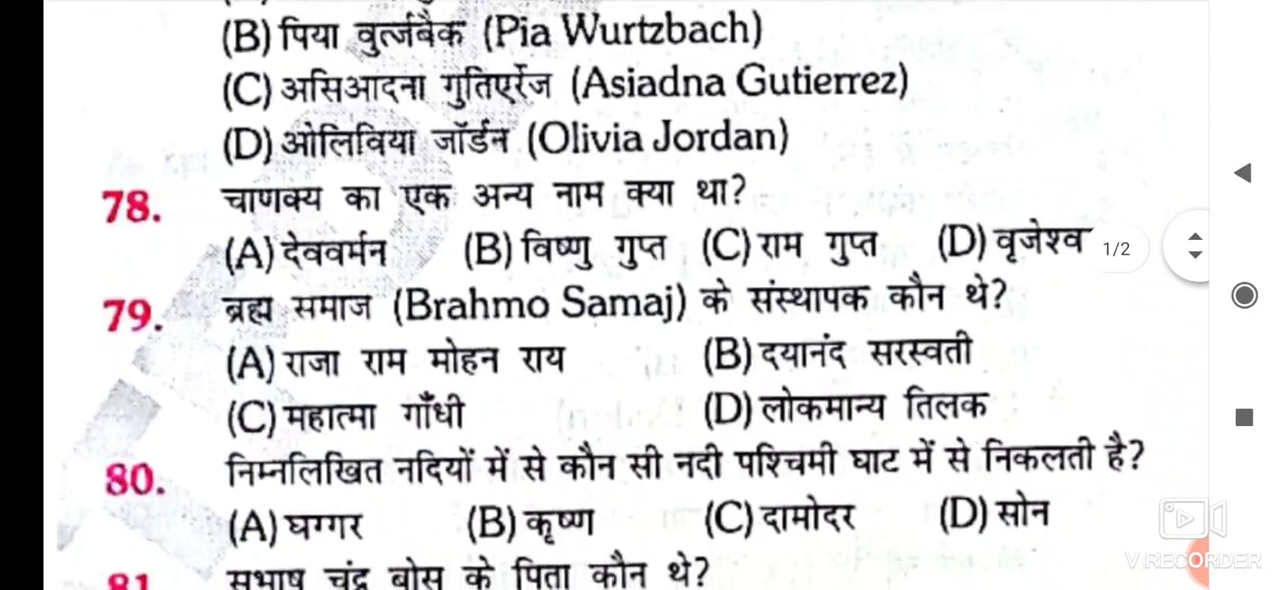 (B) पिया वुर्त्जबैक (Pia Wurtzbach)
(C) असिआदना गुतिएर्रेज (Asiadna Gutierrez)
(D) ओलिविया जॉर्डन (Olivia Jordan)
78. चाणक्य का एक अन्य नाम क्या था?
(A) देववर्मन (B) विष्णु गुप्त (C) राम गुप्त (D) वृजेश्व
1/2
79. ब्रह्म समाज (Brahmo Samaj) के संस्थापक कौन थे?
(A) राजा राम मोहन राय (B) दयानंद सरस्वती
(C) महात्मा गाँधी (D) लोकमान्य तिलक
80. निम्नलिखित नदियों में से कौन सी नदी पश्चिमी घाट में से निकलती है?
(A) घग्गर (B) कृष्ण (C) दामोदर (D) सोन
V RECORDER
81 सुभाष चंद्र बोस के पिता कौन थे?